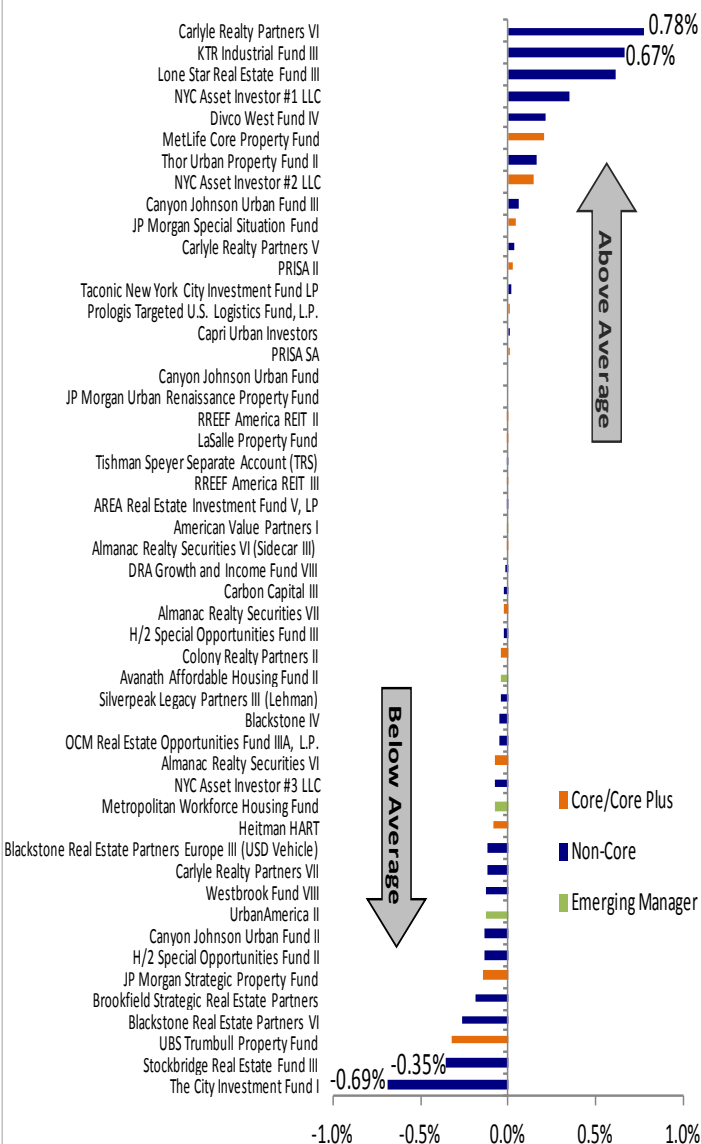 Carlyle Realty Partners VI
0.78%
KTR Industrial Fund III
0.67%
Lone Star Real Estate Fund III
NYC Asset Investor #1 LLC
Divco West Fund IV
MetLife Core Property Fund
Thor Urban Property Fund II
NYC Asset Investor #2 LLC
Canyon Johnson Urban Fund III
JP Morgan Special Situation Fund
Carlyle Realty Partners V
PRISA II
Taconic New York City Investment Fund LP
Prologis Targeted U.S. Logistics Fund, L.P.
Capri Urban Investors
PRISA SA
Canyon Johnson Urban Fund
JP Morgan Urban Renaissance Property Fund
RREEF America REIT II
LaSalle Property Fund
Tishman Speyer Separate Account (TRS)
RREEF America REIT III
AREA Real Estate Investment Fund V, LP
American Value Partners I
Almanac Realty Securities VI (Sidecar III)
DRA Growth and Income Fund VIII
Carbon Capital III
Almanac Realty Securities VII
H/2 Special Opportunities Fund III
Colony Realty Partners II
Avanath Affordable Housing Fund II
Silverpeak Legacy Partners III (Lehman)
Blackstone IV
OCM Real Estate Opportunities Fund IIIA, L.P.
Almanac Realty Securities VI
NYC Asset Investor #3 LLC
Metropolitan Workforce Housing Fund
Heitman HART
Blackstone Real Estate Partners Europe III (USD Vehicle)
Carlyle Realty Partners VII
Westbrook Fund VIII
UrbanAmerica II
Canyon Johnson Urban Fund II
H/2 Special Opportunities Fund II
JP Morgan Strategic Property Fund
Brookfield Strategic Real Estate Partners
Blackstone Real Estate Partners VI
UBS Trumbull Property Fund
Stockbridge Real Estate Fund III
-0.35%
The City Investment Fund I
-0.69%
Above Average
Below Average
Core/Core Plus
Non-Core
Emerging Manager
-1.0% -0.5% 0.0% 0.5% 1.0%